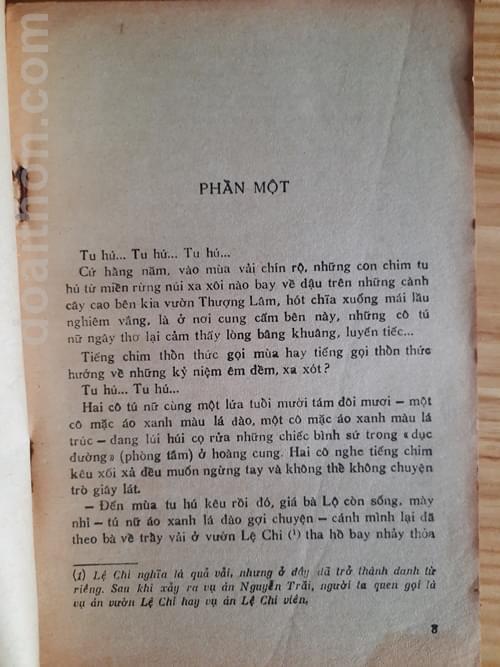 doaithon.com
PHẦN MỘT
Tu hú... Tu hú... Tu hú...
Cứ hàng năm, vào mùa vải chín rộ, những con chim tu
hú từ miền rừng núi xa xôi nào bay về đậu trên những cành
cây cao bên kia vườn Thượng Lâm, hót chĩa xuống mái lầu
nghiêm vắng, là ở nơi cung cấm bên này, những cô tú
nữ ngây thơ lại cảm thấy lòng bâng khuâng, luyến tiếc...
Tiếng chim thồn thức gọi mùa hay tiếng gọi thồn thức
hướng về những kỷ niệm êm đềm, xa xót ?
Tu hú... Tu hú...
Hai cô tú nữ cùng một lứa tuổi mười tám đôi mươi – một
cô mặc áo xanh màu lá dào, một cô mặc áo xanh màu lá
trúc – đang lúi húi cọ rửa những chiếc bình sứ trong « dục
đường » (phòng tắm) ở hoàng cung. Hai cô nghe tiếng chim
kêu xối xả đều muốn ngừng tay và không thể không chuyện
trò giây lát.
– Đến mùa tu hú kêu rồi đó, giá bà Lộ còn sống, mày
nhỉ – tú nữ áo xanh lá dào gợi chuyện – cánh mình lại đã
theo bà về trầy vải ở vườn Lệ Chi (¹) tha hồ bay nhảy thỏa
(1) Lệ Chi nghĩa là quả vải, nhưng ở đây đã trở thành danh từ
riêng. Sau khi xảy ra vụ án Nguyễn Trãi, người ta quen gọi là
vụ án vườn Lệ Chi hay vụ án Lệ Chi viên.
8